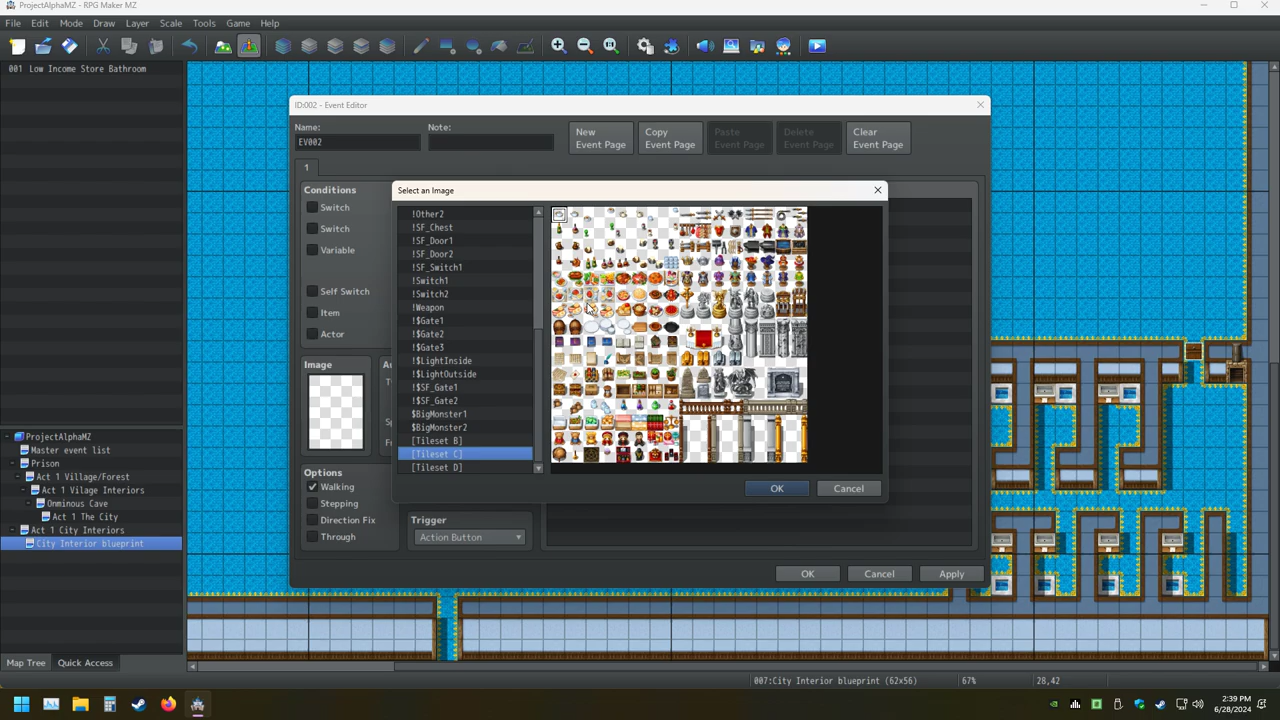 ProjectAlphaMZ - RPG Maker MZ
File Edit Mode Draw Layer Scale Tools Game Help
001 Low Income Store Bathroom
ID:002 - Event Editor
Name:
Note:
EV002
New Event Page
Copy Event Page
Paste Event Page
Delete Event Page
Clear Event Page
1
Conditions
Switch
Switch
Variable
Self Switch
Item
Actor
Image
Au
Options
Walking
Stepping
Direction Fix
Through
Trigger
Action Button
OK
Cancel
Apply
Select an Image
!Other2
!SF_Chest
!SF_Door1
!SF_Door2
!SF_Switch1
!Switch1
!Switch2
!Weapon
!$Gate1
!$Gate2
!$Gate3
!$LightInside
!$LightOutside
!$SF_Gate1
!$SF_Gate2
$BigMonster1
$BigMonster2
[Tileset B]
[Tileset C]
[Tileset D]
OK
Cancel
ProjectAlphaMZ
Master event list
Prison
Act 1 Village/Forest
Act 1 Vilage Interiors
Onminous Cave
Act 1 The City
Act 1 City Interiors
City Interior blueprint
Map Tree
Quick Access
007:City Interior blueprint (62x56)
67%
28,42
2:39 PM
6/28/2024